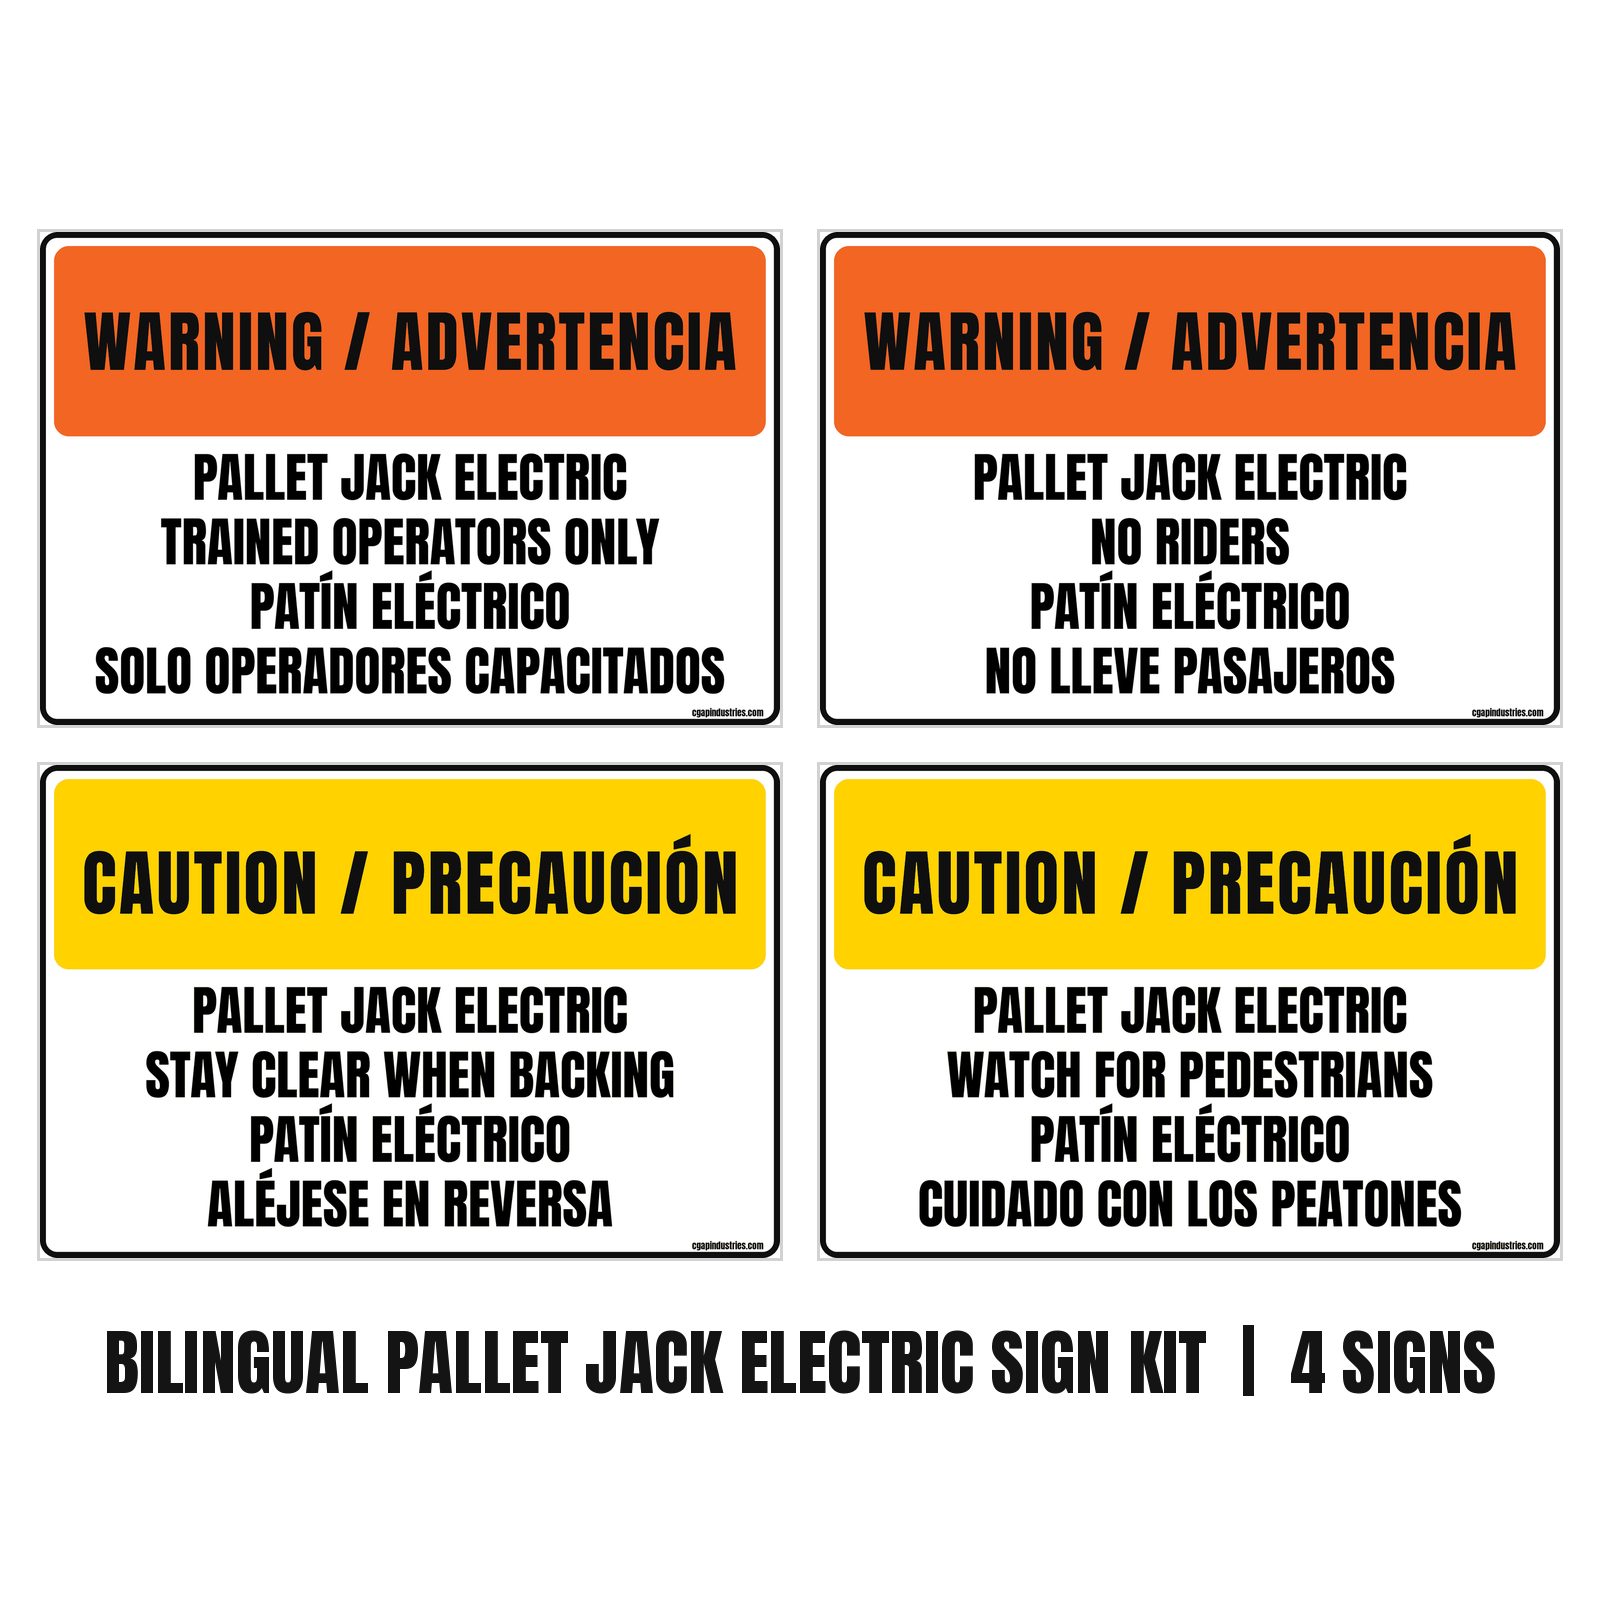 WARNING / ADVERTENCIA
PALLET JACK ELECTRIC
TRAINED OPERATORS ONLY
PATÍN ELÉCTRICO
SOLO OPERADORES CAPACITADOS
cgapindustries.com
WARNING / ADVERTENCIA
PALLET JACK ELECTRIC
NO RIDERS
PATÍN ELÉCTRICO
NO LLEVE PASAJEROS
cgapindustries.com
CAUTION / PRECAUCIÓN
PALLET JACK ELECTRIC
STAY CLEAR WHEN BACKING
PATÍN ELÉCTRICO
ALÉJESE EN REVERSA
cgapindustries.com
CAUTION / PRECAUCIÓN
PALLET JACK ELECTRIC
WATCH FOR PEDESTRIANS
PATÍN ELÉCTRICO
CUIDADO CON LOS PEATONES
cgapindustries.com
BILINGUAL PALLET JACK ELECTRIC SIGN KIT | 4 SIGNS